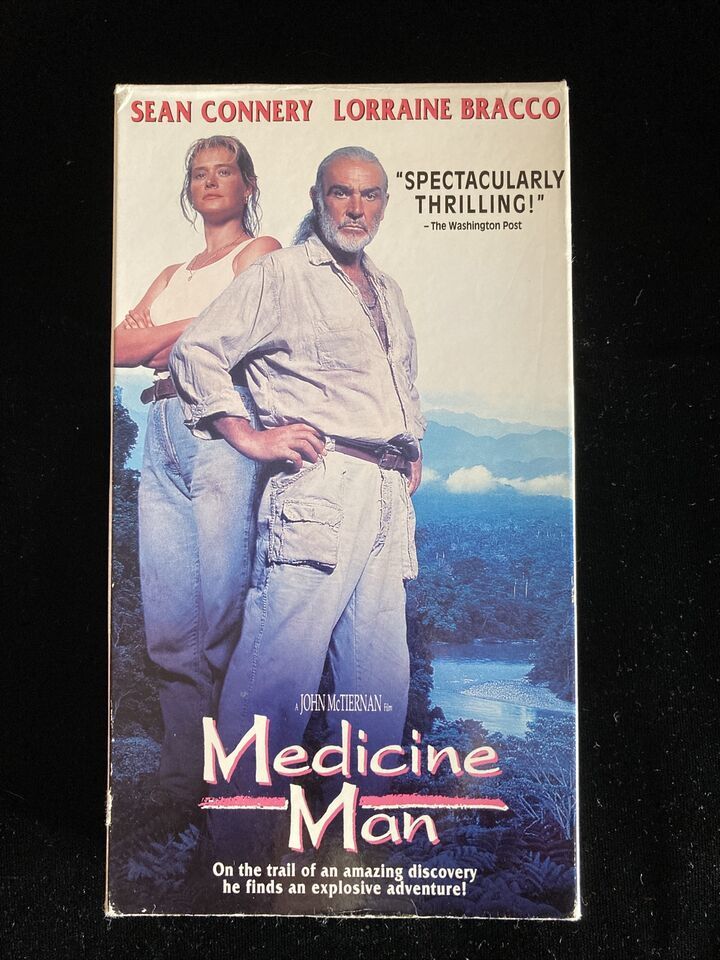 SEAN CONNERY LORRAINE BRACCO
"SPECTACULARLY
THRILLING!"
– The Washington Post
A JOHN McTIERNAN Film
Medicine
Man
On the trail of an amazing discovery
he finds an explosive adventure!